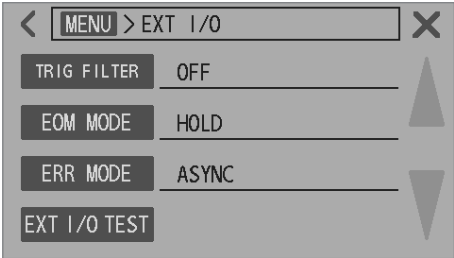 MENU > EXT I/O
TRIG FILTER OFF
EOM MODE HOLD
ERR MODE ASYNC
EXT I/O TEST